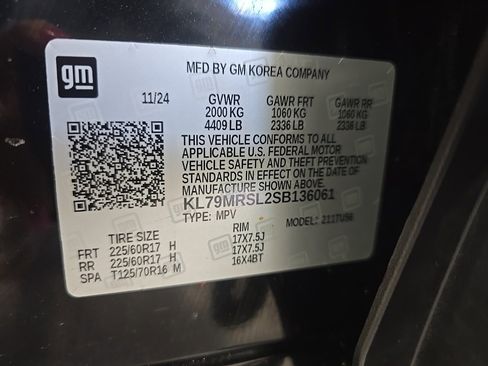 gm
MFD BY GM KOREA COMPANY
11/24 GVWR GAWR FRT GAWR RR
2000 KG 1060 KG 1060 KG
4409 LB 2336 LB 2336 LB
THIS VEHICLE CONFORMS TO ALL
APPLICABLE U.S. FEDERAL MOTOR
VEHICLE SAFETY AND THEFT PREVENTION
STANDARDS IN EFFECT ON THE DATE OF
MANUFACTURE SHOWN ABOVE.
KL79MRSL2SB136061
TYPE: MPV MODEL:
TIRE SIZE RIM
FRT 225/60R17 H 17X7.5J
RR 225/60R17 H 17X7.5J
SPA T125/70R16 M 16X4BT